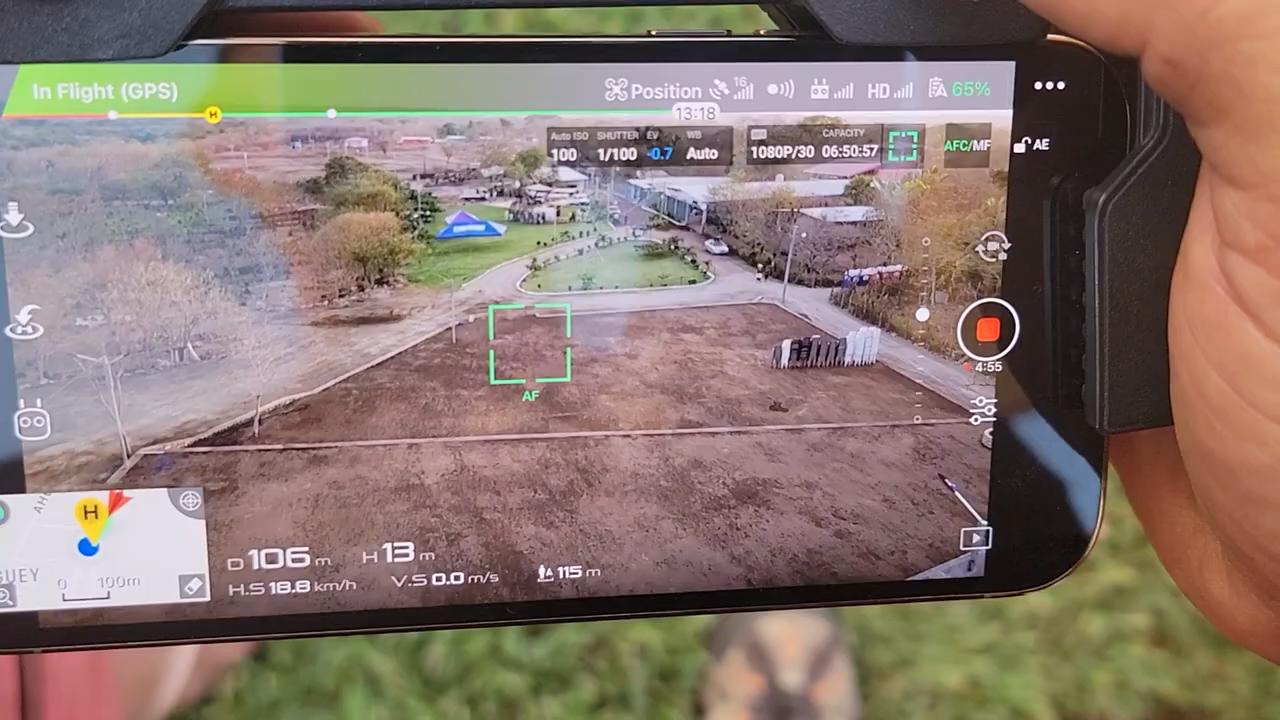 In Flight (GPS)
Position 16 HD 65%
H
13:18
Auto ISO SHUTTER EV WB
100 1/100 -0.7 Auto
CAPACITY
1080P/30 06:50:57
AFC/MF
AE
AF
4:55
H
GUEY
0 100m
D 106 m H 13 m
H.S 18.8 km/h V.S 0.0 m/s 115 m